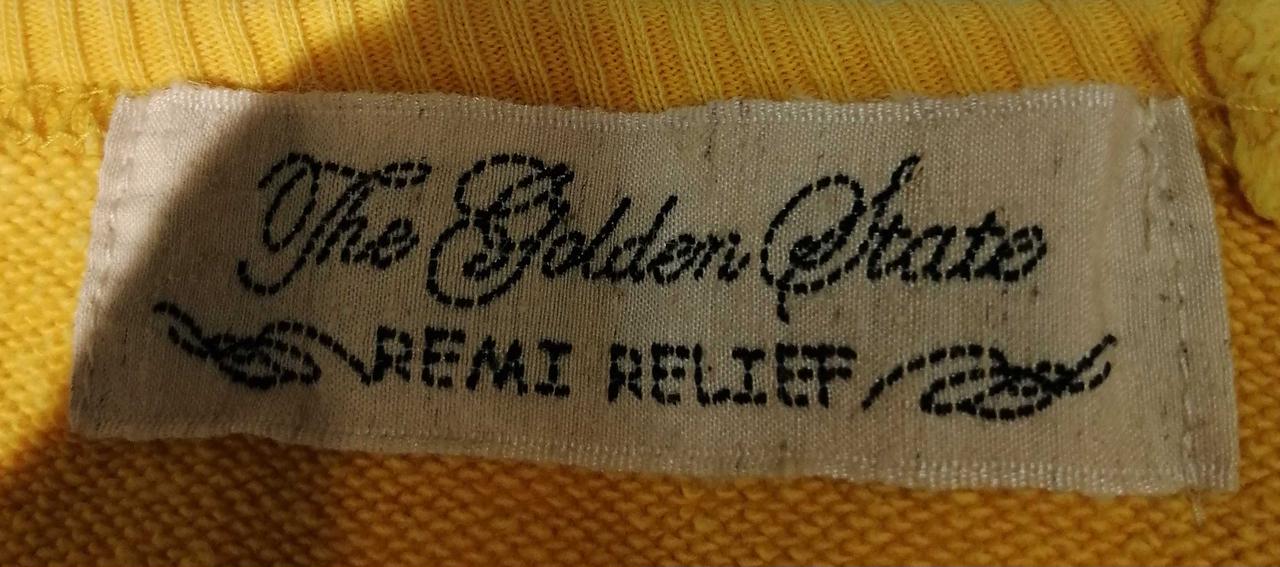 The Golden State
REMI RELIEF